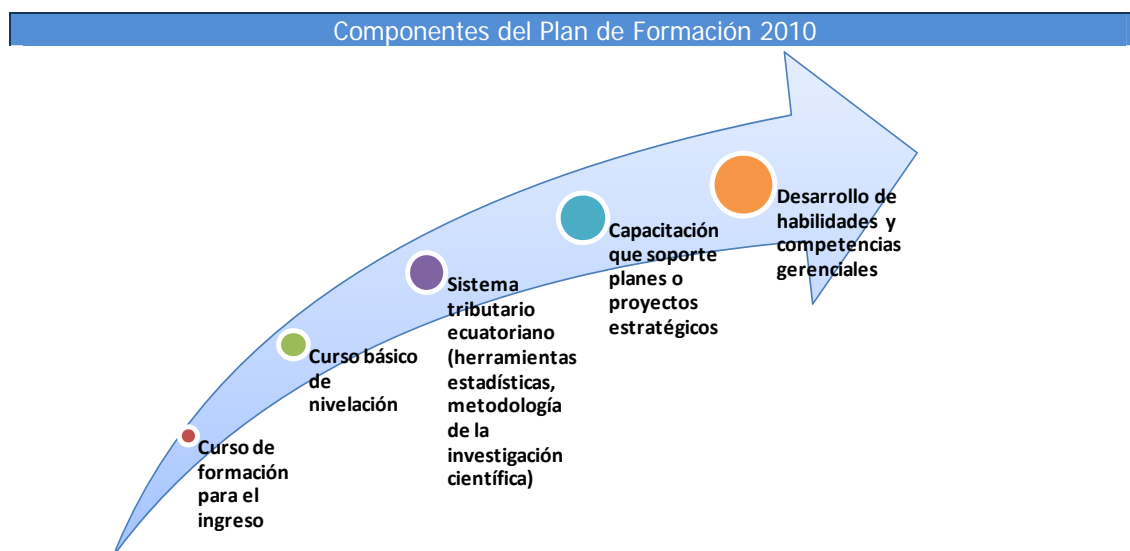 Componentes del Plan de Formación 2010
Curso de
formación
para el
ingreso
Curso básico
de
nivelación
Sistema
tributario
ecuatoriano
(herramientas
estadísticas,
metodología
de la
investigación
científica)
Capacitación
que soporte
planes o
proyectos
estratégicos
Desarrollo de
habilidades y
competencias
gerenciales